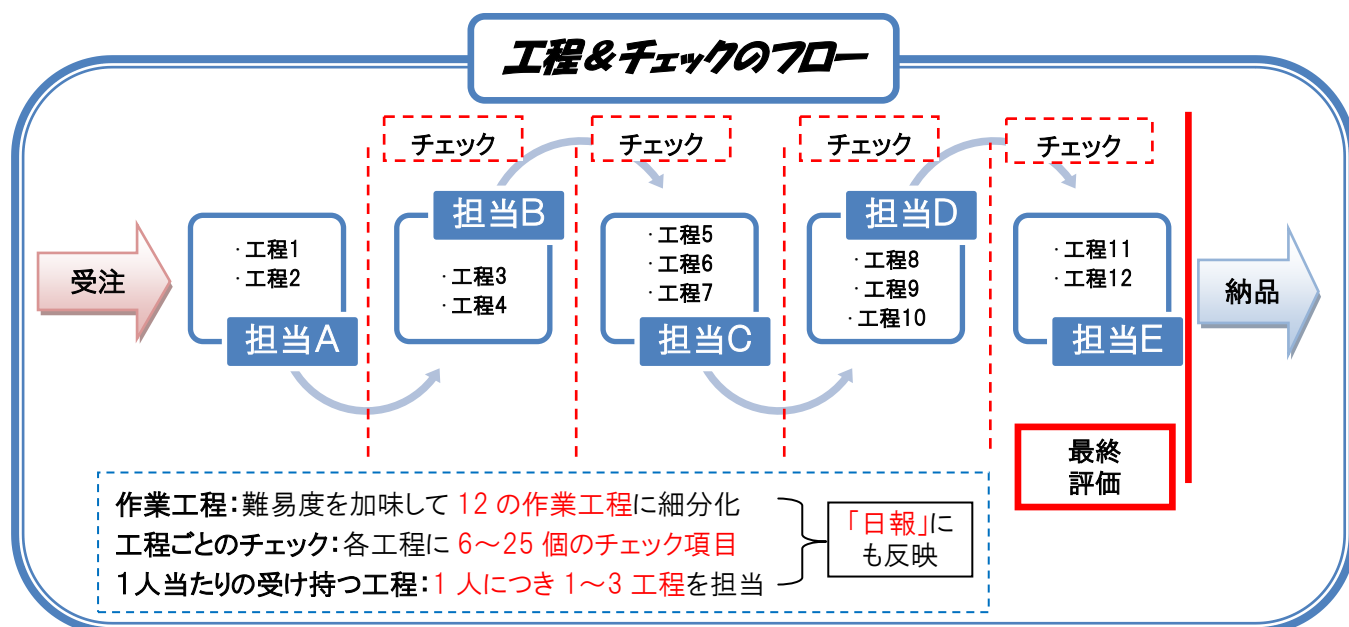 工程&チェックのフロー
チェック
チェック
チェック
チェック
受注
・工程1
・工程2
担当A
担当B
・工程3
・工程4
・工程5
・工程6
・工程7
担当C
担当D
・工程8
・工程9
・工程10
・工程11
・工程12
担当E
納品
最終
評価
作業工程：難易度を加味して 12 の作業工程に細分化
工程ごとのチェック：各工程に 6～25 個のチェック項目
１人当たりの受け持つ工程：1 人につき 1～3 工程を担当
「日報」に
も反映